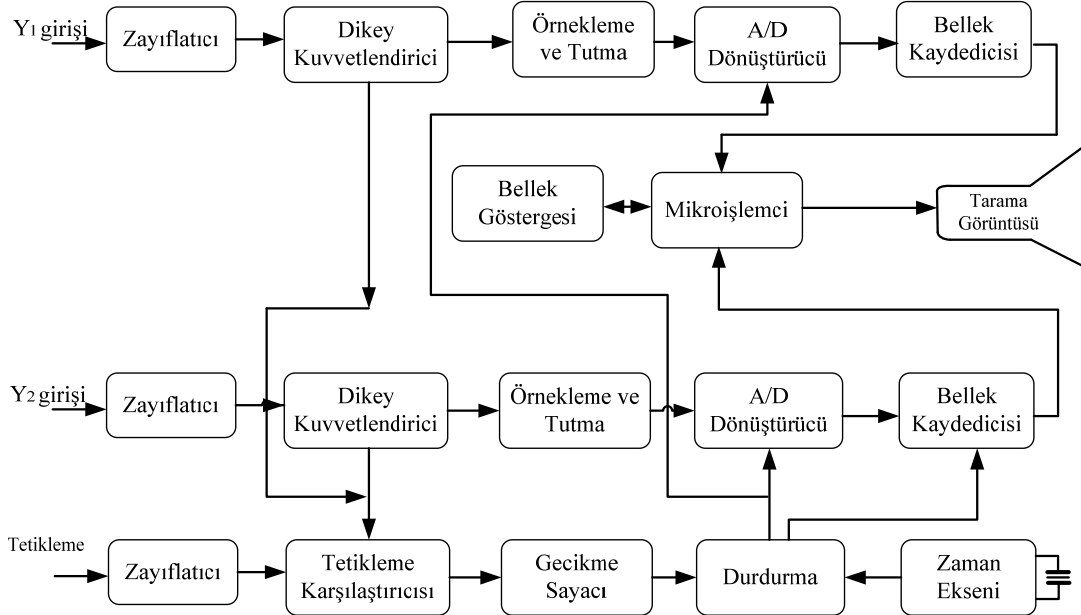 Y1 girişi
Zayıflatıcı
Dikey
Kuvvetlendirici
Örnekleme
ve Tutma
A/D
Dönüştürücü
Bellek
Kaydedicisi
Bellek
Göstergesi
Mikroişlemci
Tarama
Görüntüsü
Y2 girişi
Zayıflatıcı
Dikey
Kuvvetlendirici
Örnekleme ve
Tutma
A/D
Dönüştürücü
Bellek
Kaydedicisi
Tetikleme
Zayıflatıcı
Tetikleme
Karşılaştırıcısı
Gecikme
Sayacı
Durdurma
Zaman
Ekseni